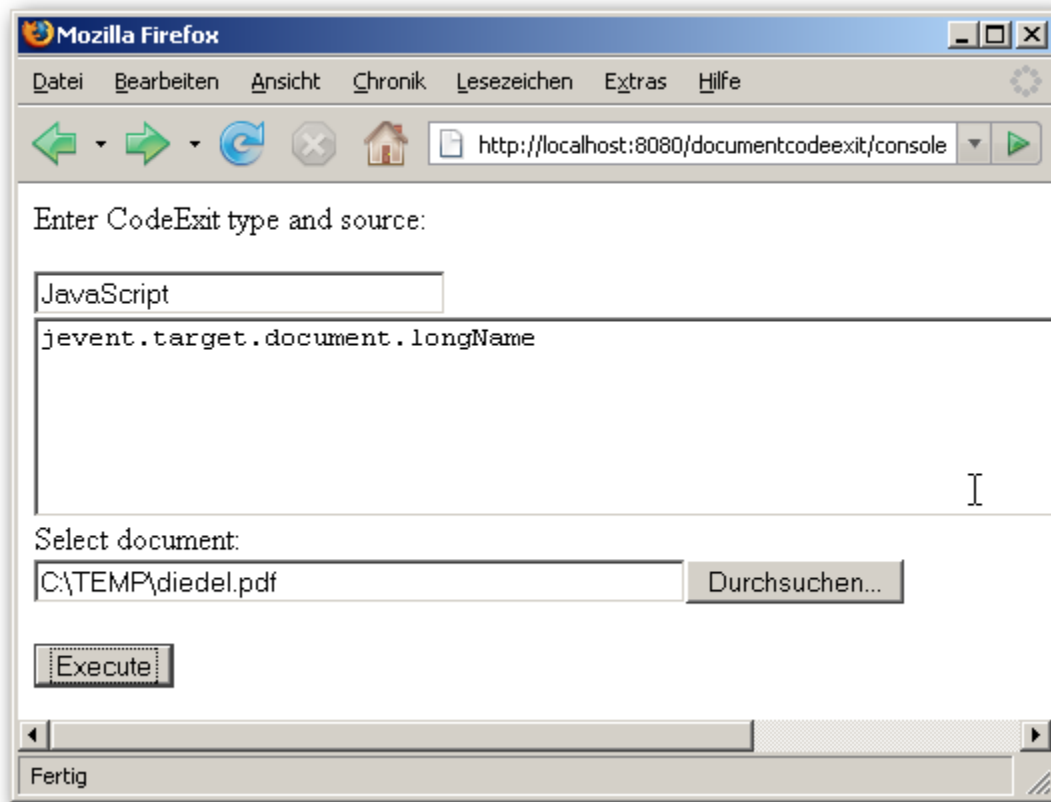 Mozilla Firefox
Datei Bearbeiten Ansicht Chronik Lesezeichen Extras Hilfe
http://localhost:8080/documentcodeexit/console
Enter CodeExit type and source:
JavaScript
jevent.target.document.longName
Select document:
C:\TEMP\diedel.pdf Durchsuchen...
Execute
Fertig